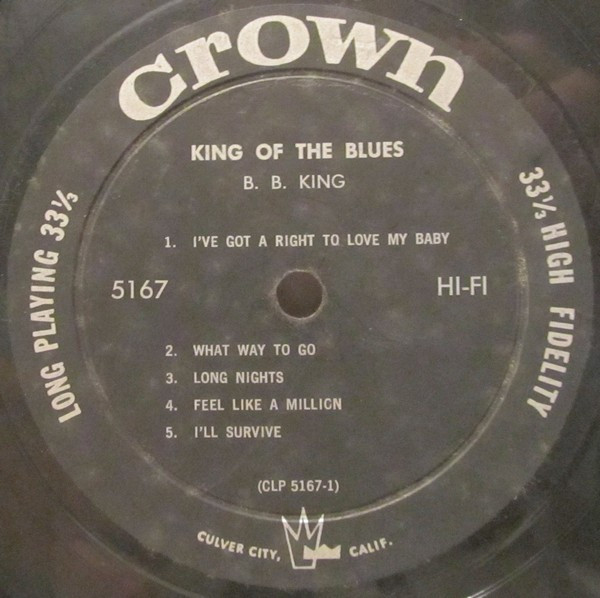 crown
KING OF THE BLUES
B. B. KING
1. I'VE GOT A RIGHT TO LOVE MY BABY
5167
HI-FI
2. WHAT WAY TO GO
3. LONG NIGHTS
4. FEEL LIKE A MILLION
5. I'LL SURVIVE
(CLP 5167-1)
LONG PLAYING 33⅓
33⅓ HIGH FIDELITY
CULVER CITY, CALIF.